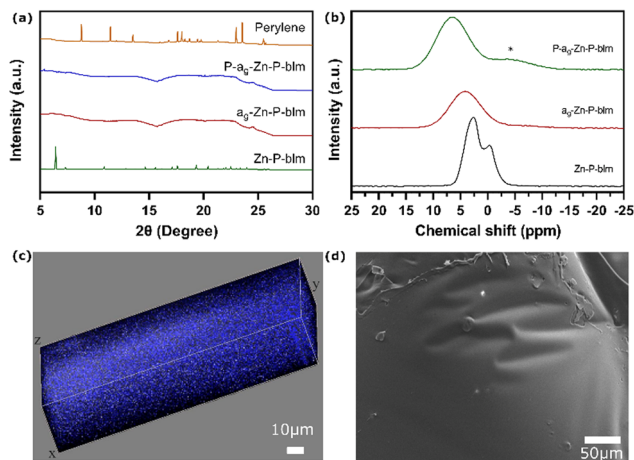 (a)
Perylene
P-ag-Zn-P-bIm
ag-Zn-P-bIm
Zn-P-bIm
Intensity (a.u.)
5 10 15 20 25 30
2θ (Degree)
(b)
*
P-ag-Zn-P-bIm
ag-Zn-P-bIm
Zn-P-bIm
Intensity (a.u.)
25 20 15 10 5 0 -5 -10 -15 -20 -25
Chemical shift (ppm)
(c)
z
y
x
10μm
(d)
50μm